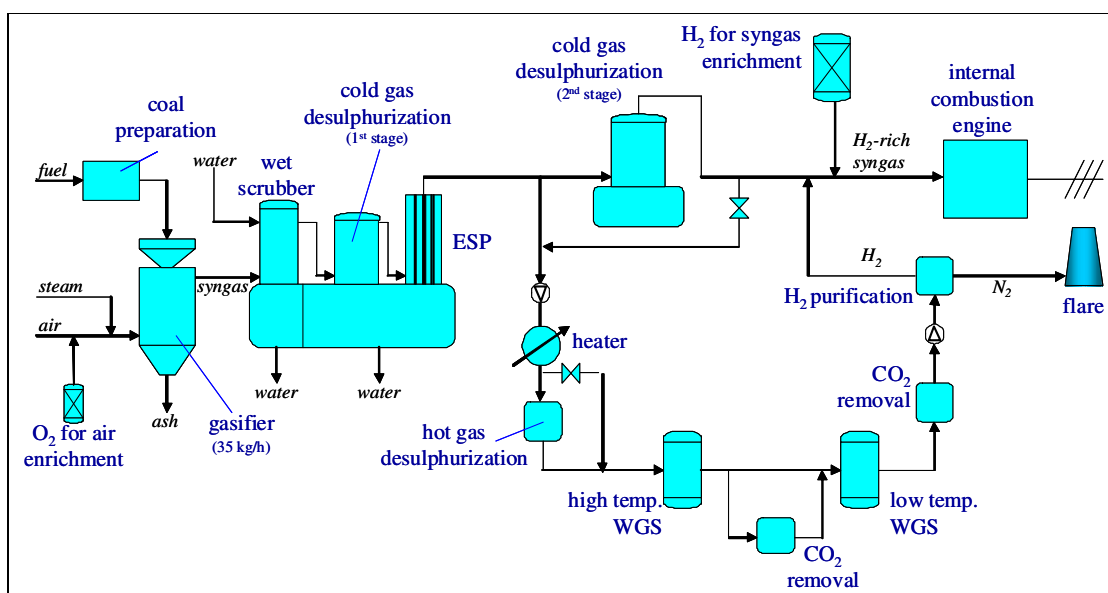 H2 for syngas
enrichment
cold gas
desulphurization
(2nd stage)
internal
combustion
engine
cold gas
desulphurization
(1st stage)
coal
preparation
water
fuel
wet
scrubber
H2-rich
syngas
ESP
steam
syngas
air
H2
H2 purification
N2
flare
heater
water
water
ash
O2 for air
enrichment
gasifier
(35 kg/h)
hot gas
desulphurization
CO2
removal
high temp.
WGS
low temp.
WGS
CO2
removal